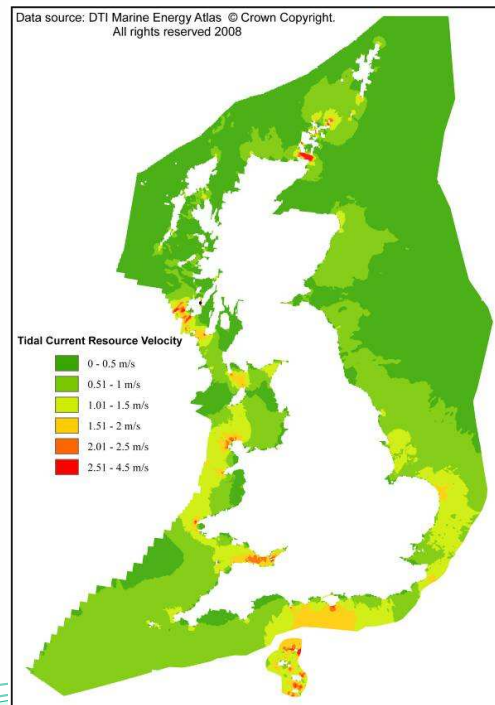 Data source: DTI Marine Energy Atlas © Crown Copyright.
All rights reserved 2008
Tidal Current Resource Velocity
0 - 0.5 m/s
0.51 - 1 m/s
1.01 - 1.5 m/s
1.51 - 2 m/s
2.01 - 2.5 m/s
2.51 - 4.5 m/s